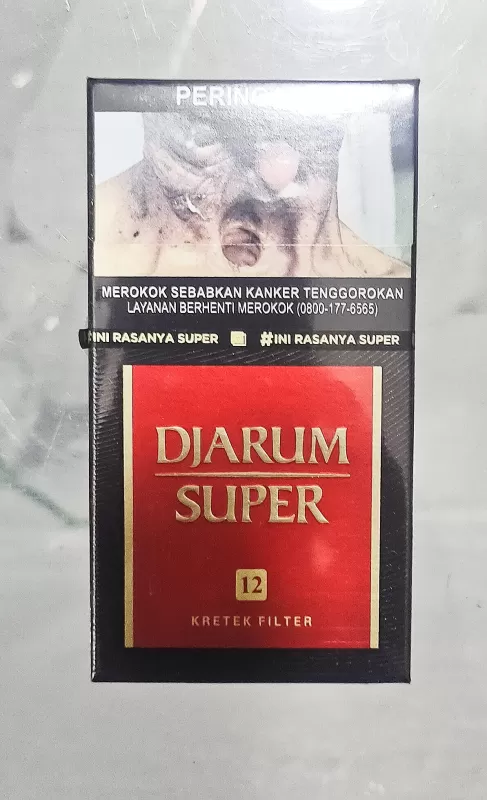 MEROKOK SEBABKAN KANKER TENGGOROKAN
LAYANAN BERHENTI MEROKOK (0800-177-6565)
INI RASANYA SUPER #INI RASANYA SUPER
DJARUM
SUPER
12
KRETEK FILTER